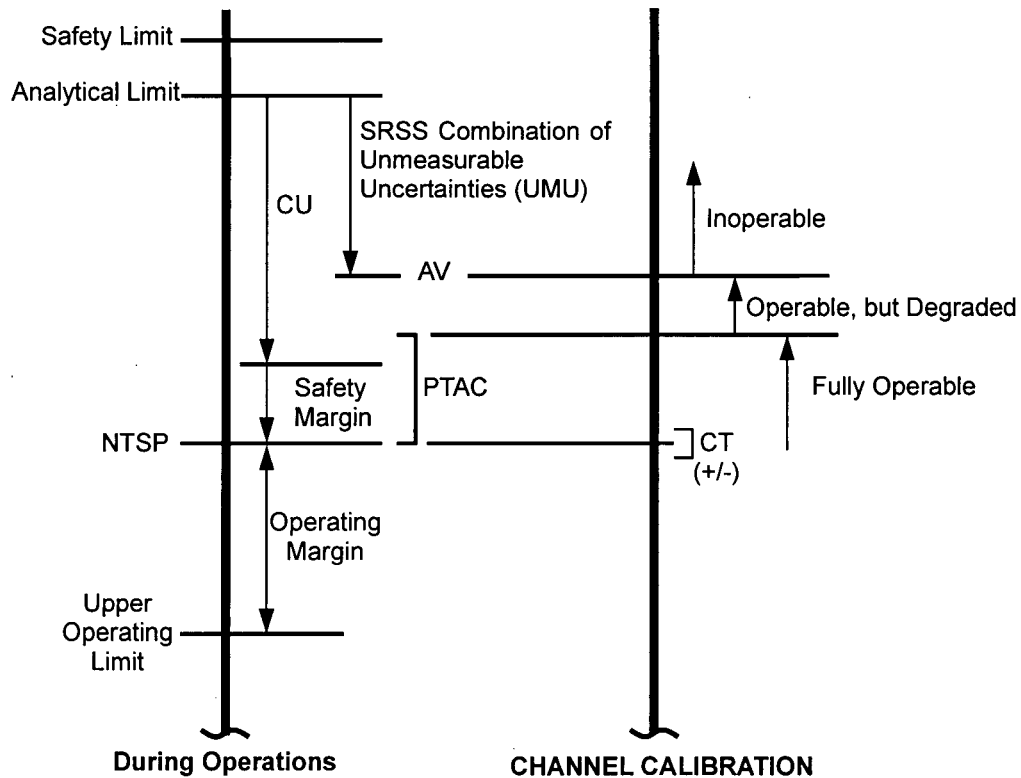 Safety Limit
Analytical Limit
SRSS Combination of
Unmeasurable
Uncertainties (UMU)
CU
Inoperable
AV
Operable, but Degraded
Safety
Margin
PTAC
Fully Operable
NTSP
CT
(+/-)
Operating
Margin
Upper
Operating
Limit
During Operations
CHANNEL CALIBRATION